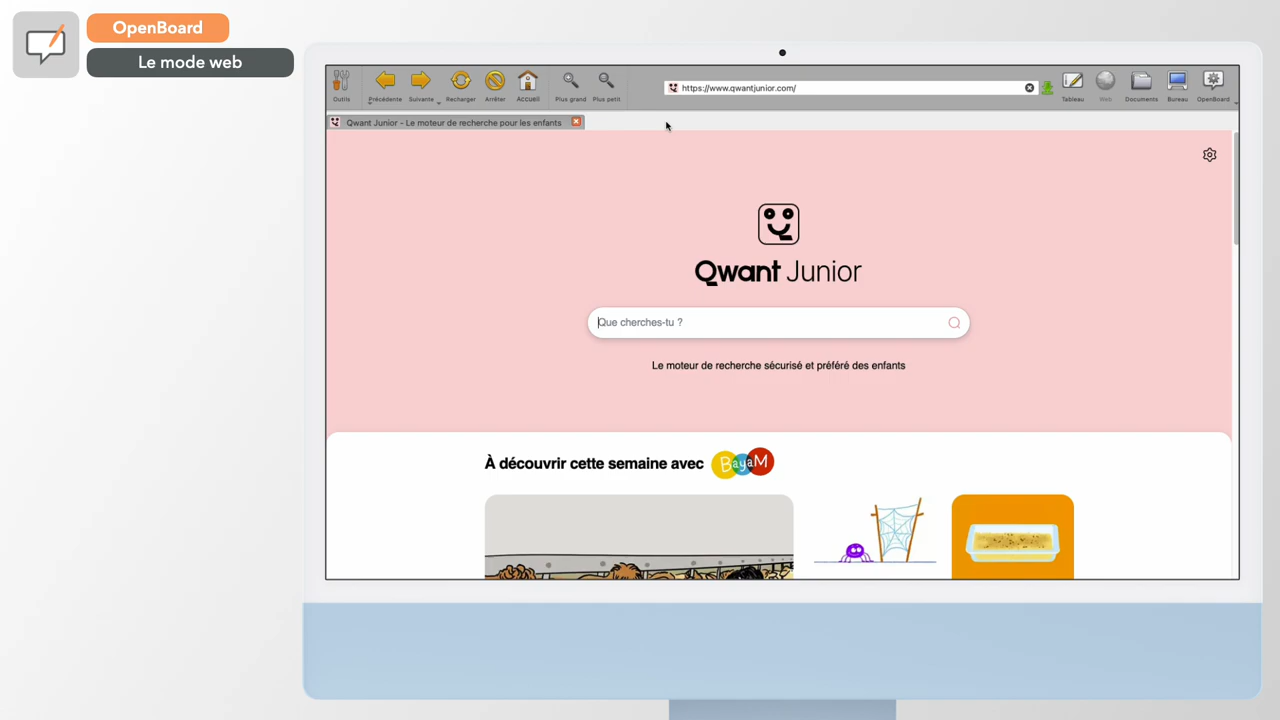 OpenBoard
Le mode web
Outils
Précédente
Suivante
Recharger
Arrêter
Accueil
Plus grand
Plus petit
https://www.qwantjunior.com/
Tableau
Web
Documents
Bureau
OpenBoard
Qwant Junior - Le moteur de recherche pour les enfants
Qwant Junior
Que cherches-tu ?
Le moteur de recherche sécurisé et préféré des enfants
À découvrir cette semaine avec BayaM